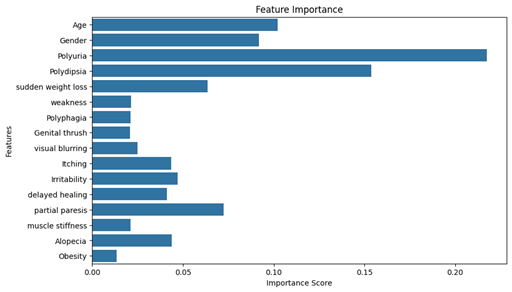 Feature Importance
Features
Age
Gender
Polyuria
Polydipsia
sudden weight loss
weakness
Polyphagia
Genital thrush
visual blurring
Itching
Irritability
delayed healing
partial paresis
muscle stiffness
Alopecia
Obesity
0.00 0.05 0.10 0.15 0.20
Importance Score